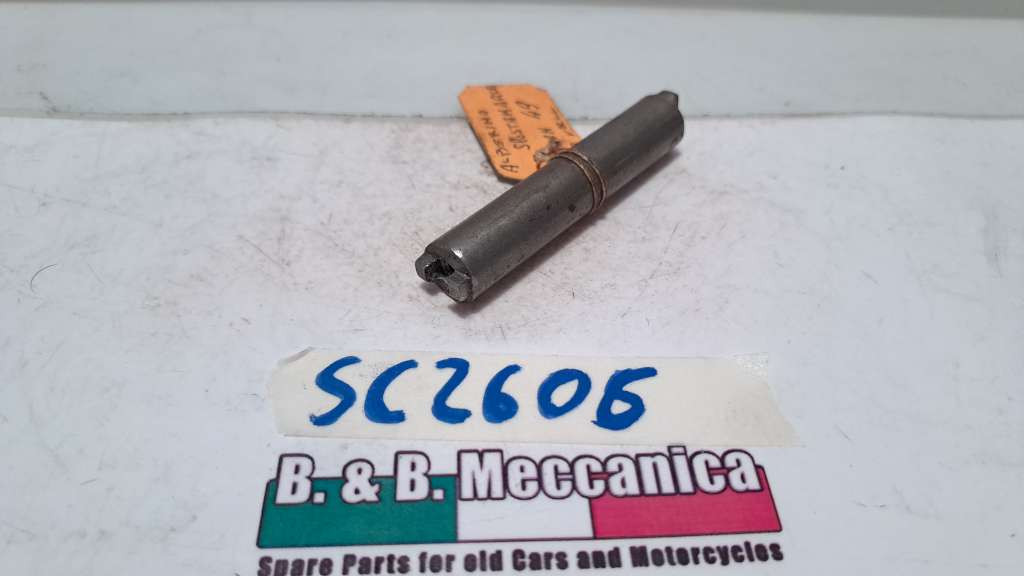 SC2606
B. & B. Meccanica
Spare Parts for old Cars and Motorcycles